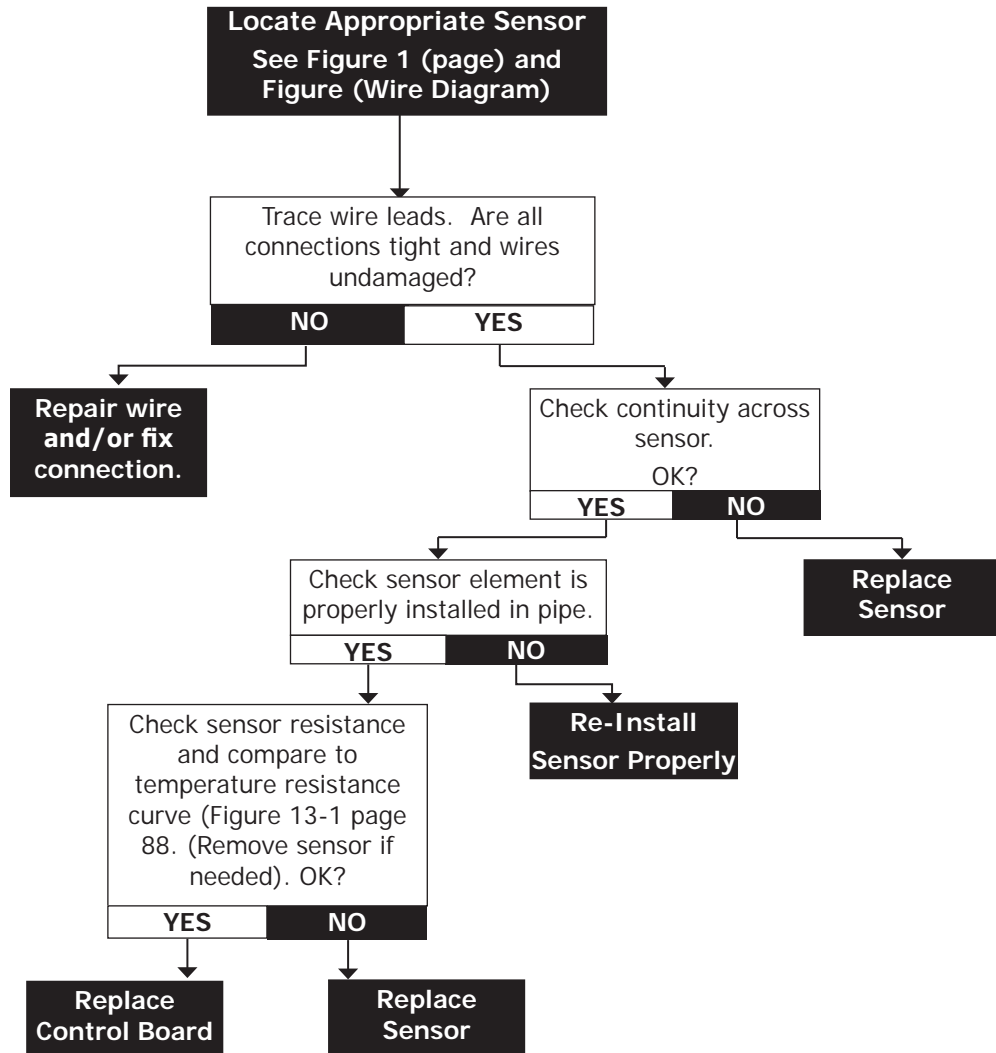 Locate Appropriate Sensor
See Figure 1 (page) and
Figure (Wire Diagram)
Trace wire leads. Are all
connections tight and wires
undamaged?
NO
YES
Repair wire
and/or fix
connection.
Check continuity across
sensor.
OK?
YES
NO
Check sensor element is
properly installed in pipe.
Replace
Sensor
YES
NO
Check sensor resistance
and compare to
temperature resistance
curve (Figure 13-1 page
88. (Remove sensor if
needed). OK?
Re-Install
Sensor Properly
YES
NO
Replace
Control Board
Replace
Sensor